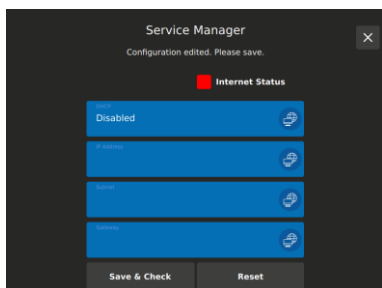 Service Manager
Configuration edited. Please save.
Internet Status
DHCP
Disabled
IP Address
Subnet
Gateway
Save & Check
Reset